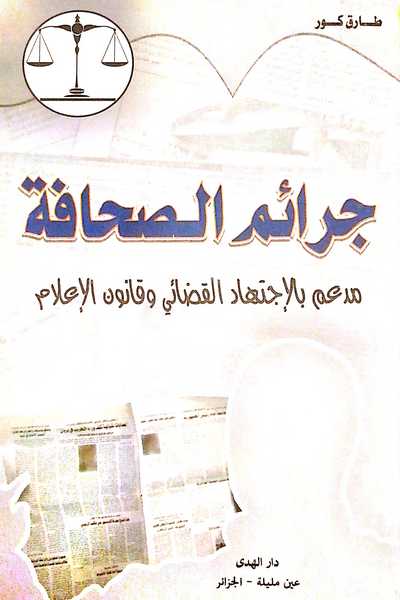 طارق كور
جرائم الصحافة
مدعم بالإجتهاد القضائي وقانون الإعلام
دار الهدى
عين مليلة - الجزائر